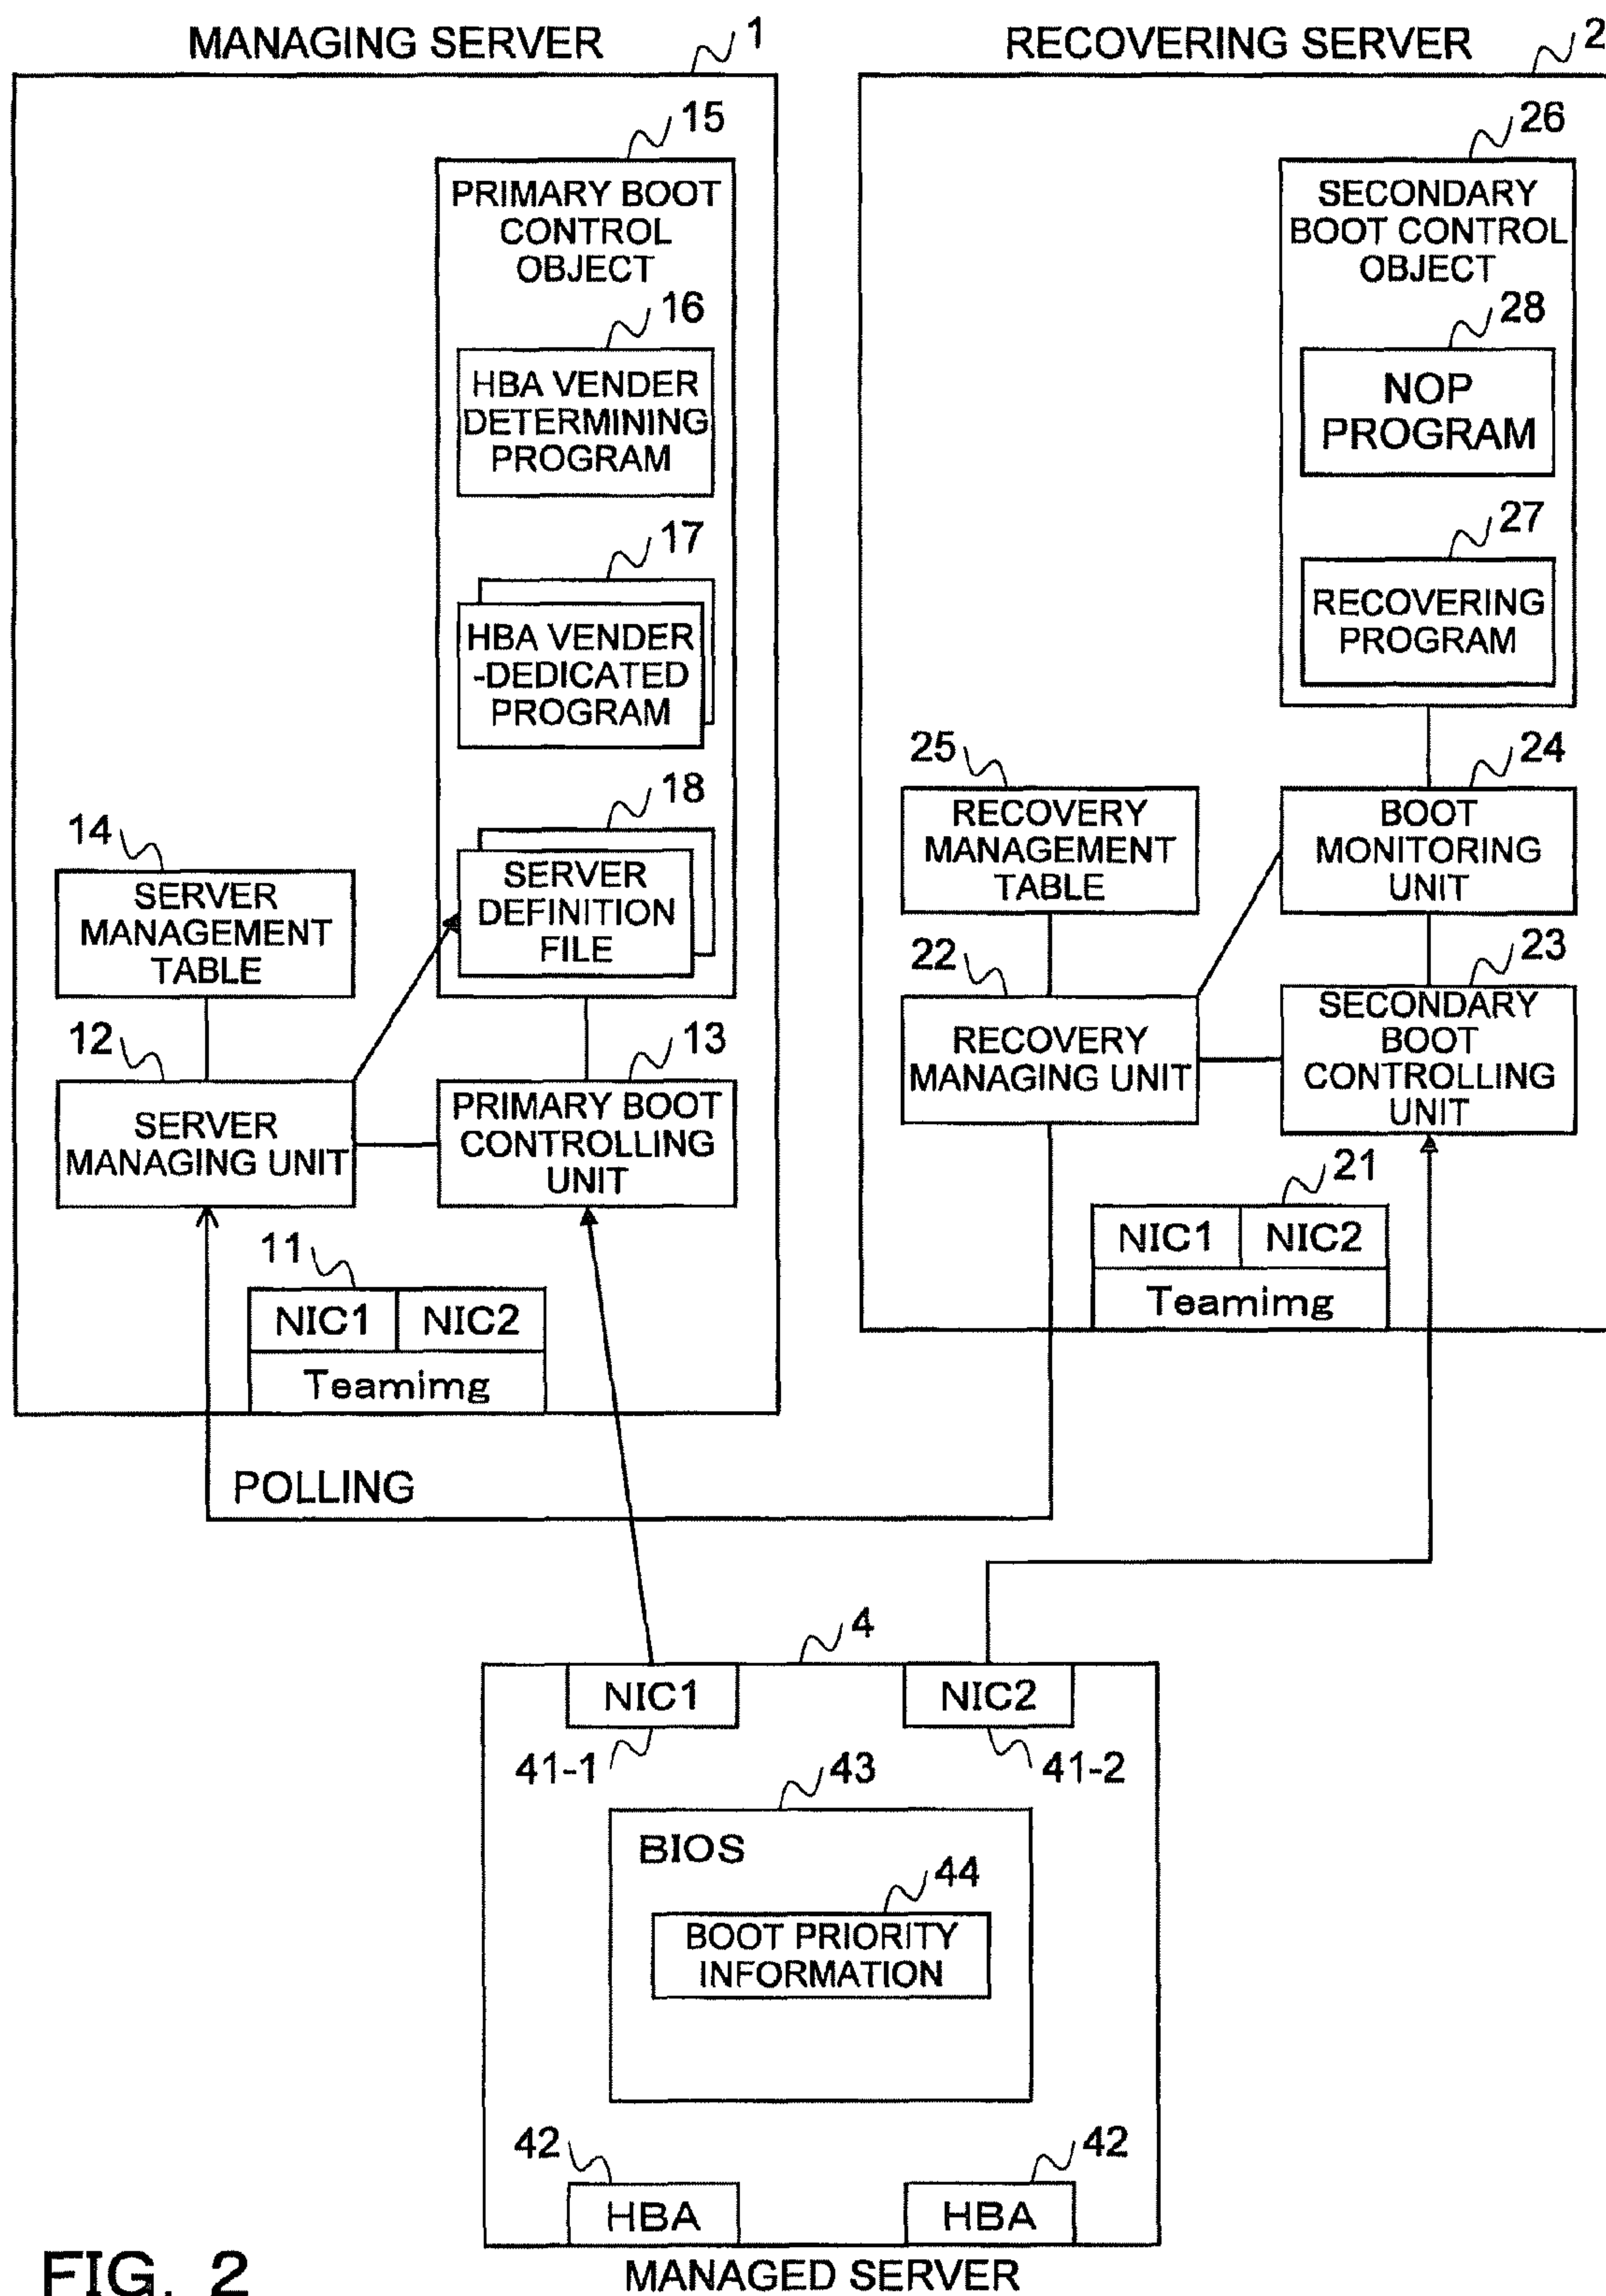 MANAGING SERVER
1
15
PRIMARY BOOT
CONTROL
OBJECT
16
HBA VENDER
DETERMINING
PROGRAM
17
HBA VENDER
-DEDICATED
PROGRAM
18
SERVER
DEFINITION
FILE
14
SERVER
MANAGEMENT
TABLE
12
SERVER
MANAGING UNIT
13
PRIMARY BOOT
CONTROLLING
UNIT
11
NIC1
NIC2
Teamimg
RECOVERING SERVER
2
26
SECONDARY
BOOT CONTROL
OBJECT
28
NOP
PROGRAM
27
RECOVERING
PROGRAM
25
RECOVERY
MANAGEMENT
TABLE
24
BOOT
MONITORING
UNIT
22
RECOVERY
MANAGING UNIT
23
SECONDARY
BOOT
CONTROLLING
UNIT
21
NIC1
NIC2
Teamimg
POLLING
4
NIC1
NIC2
41-1
41-2
43
BIOS
44
BOOT PRIORITY
INFORMATION
42
HBA
42
HBA
MANAGED SERVER
FIG. 2